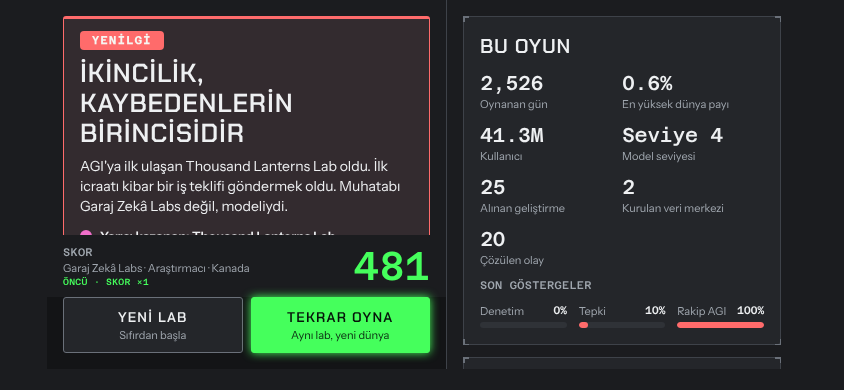 YENİLGİ
İKİNCİLİK,
KAYBEDENLERİN
BİRİNCİSİDİR
AGI'ya ilk ulaşan Thousand Lanterns Lab oldu. İlk
icraatı kibar bir iş teklifi göndermek oldu. Muhatabı
Garaj Zekâ Labs değil, modeliydi.
SKOR
Garaj Zekâ Labs · Araştırmacı · Kanada
ÖNCÜ · SKOR ×1
481
YENİ LAB
Sıfırdan başla
TEKRAR OYNA
Aynı lab, yeni dünya
BU OYUN
2,526
Oynanan gün
0.6%
En yüksek dünya payı
41.3M
Kullanıcı
Seviye 4
Model seviyesi
25
Alınan geliştirme
2
Kurulan veri merkezi
20
Çözülen olay
SON GÖSTERGELER
Denetim 0%
Tepki 10%
Rakip AGI 100%